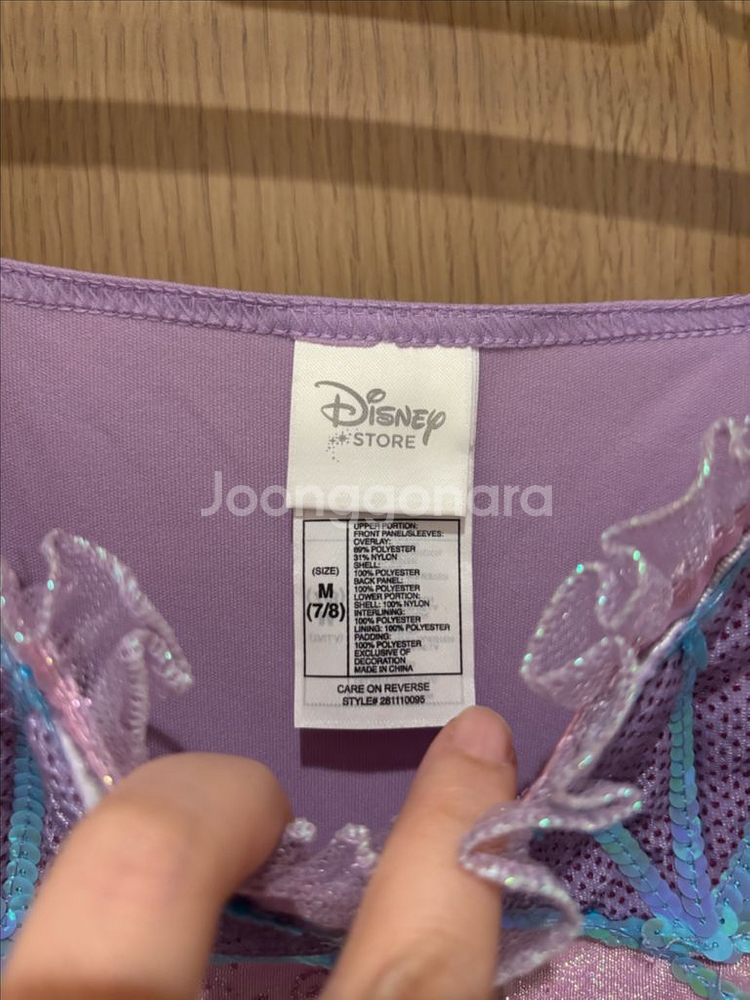 Disney
STORE
Joonggonara
(SIZE)
M
(7/8)
UPPER PORTION:
FRONT PANEL/SLEEVES:
OVERLAY:
69% POLYESTER
31% NYLON
SHELL:
100% POLYESTER
BACK PANEL:
100% POLYESTER
LOWER PORTION:
SHELL: 100% NYLON
INTERLINING:
100% POLYESTER
LINING: 100% POLYESTER
PADDING:
100% POLYESTER
EXCLUSIVE OF
DECORATION
MADE IN CHINA
CARE ON REVERSE
STYLE# 281110095